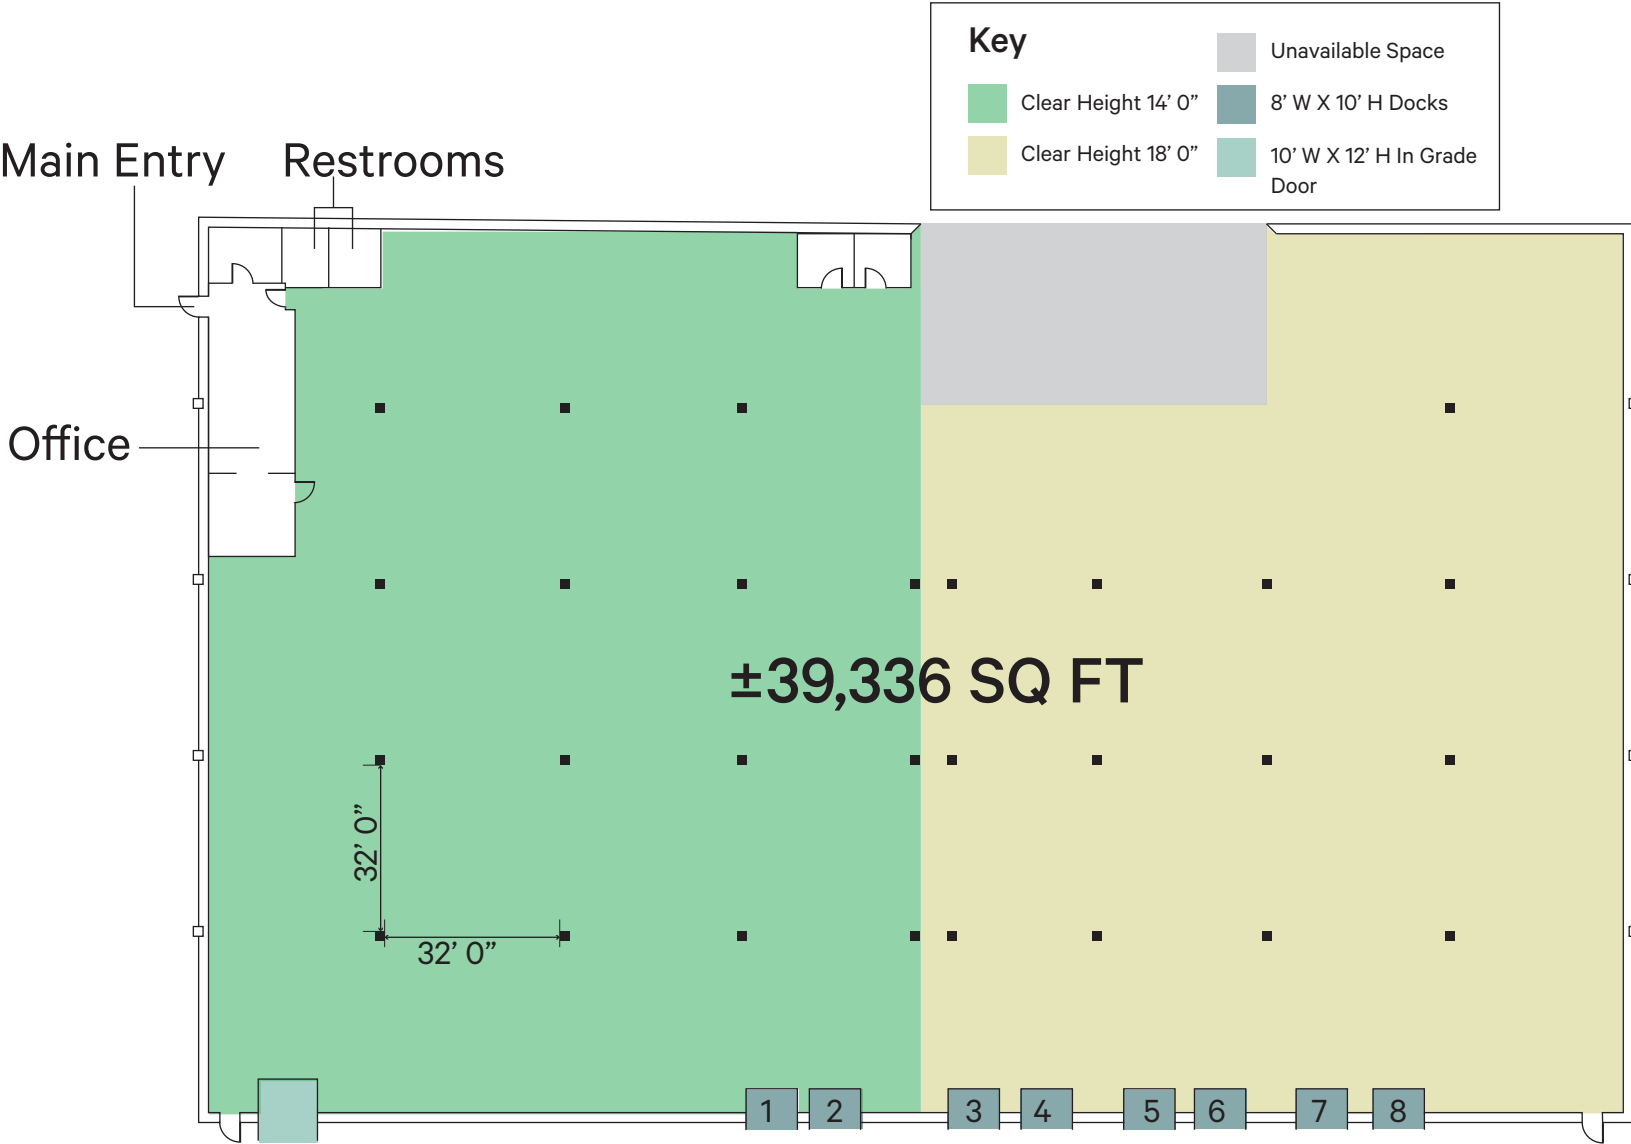 Key
Unavailable Space
Clear Height 14’ 0”
8’ W X 10’ H Docks
Clear Height 18’ 0”
10’ W X 12’ H In Grade
Door
Main Entry
Restrooms
Office
±39,336 SQ FT
32’ 0”
32’ 0”
1
2
3
4
5
6
7
8